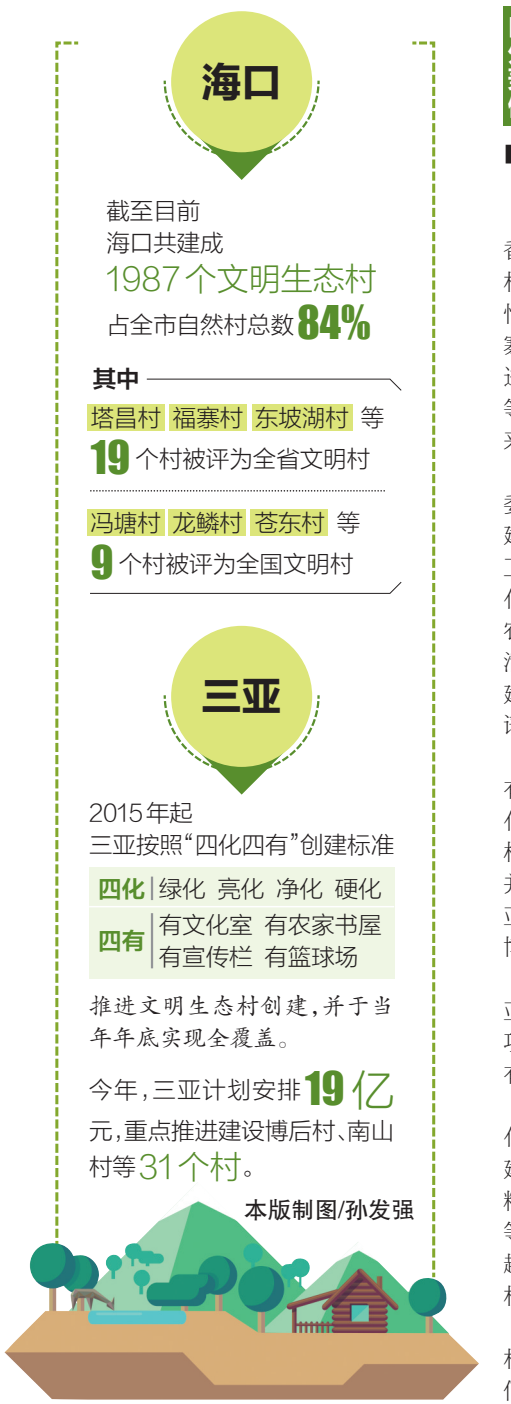 海口
截至目前
海口共建成
1987个文明生态村
占全市自然村总数84%
其中
塔昌村 福寨村 东坡湖村 等
19个村被评为全省文明村
冯塘村 龙鳞村 苍东村 等
9个村被评为全国文明村
三亚
2015年起
三亚按照“四化四有”创建标准
四化 绿化 亮化 净化 硬化
四有 有文化室 有农家书屋
有宣传栏 有篮球场
推进文明生态村创建,并于当
年年底实现全覆盖。
今年,三亚计划安排19亿
元,重点推进建设博后村、南山
村等31个村。
本版制图/孙发强